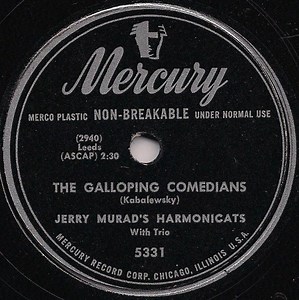 Mercury
MERCO PLASTIC NON-BREAKABLE UNDER NORMAL USE
(2940)
Leeds
(ASCAP) 2:30
THE GALLOPING COMEDIANS
(Kabalewsky)
JERRY MURAD'S HARMONICATS
With Trio
5331
MERCURY RECORD CORP. CHICAGO, ILLINOIS U.S.A.